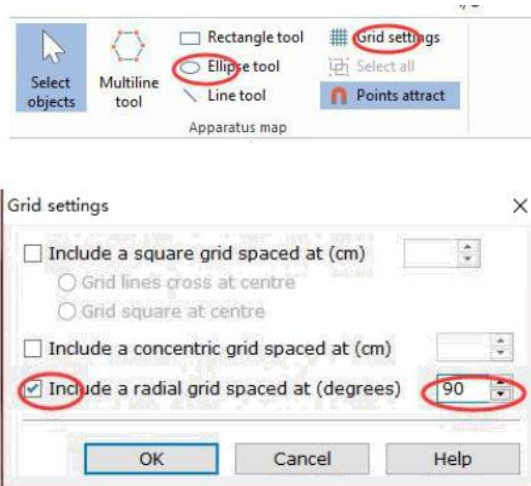 Rectangle tool
Grid settings
Select objects
Multiline tool
Ellipse tool
Select all
Line tool
Points attract
Apparatus map
Grid settings
Include a square grid spaced at (cm)
Grid lines cross at centre
Grid square at centre
Include a concentric grid spaced at (cm)
Include a radial grid spaced at (degrees) 90
OK Cancel Help